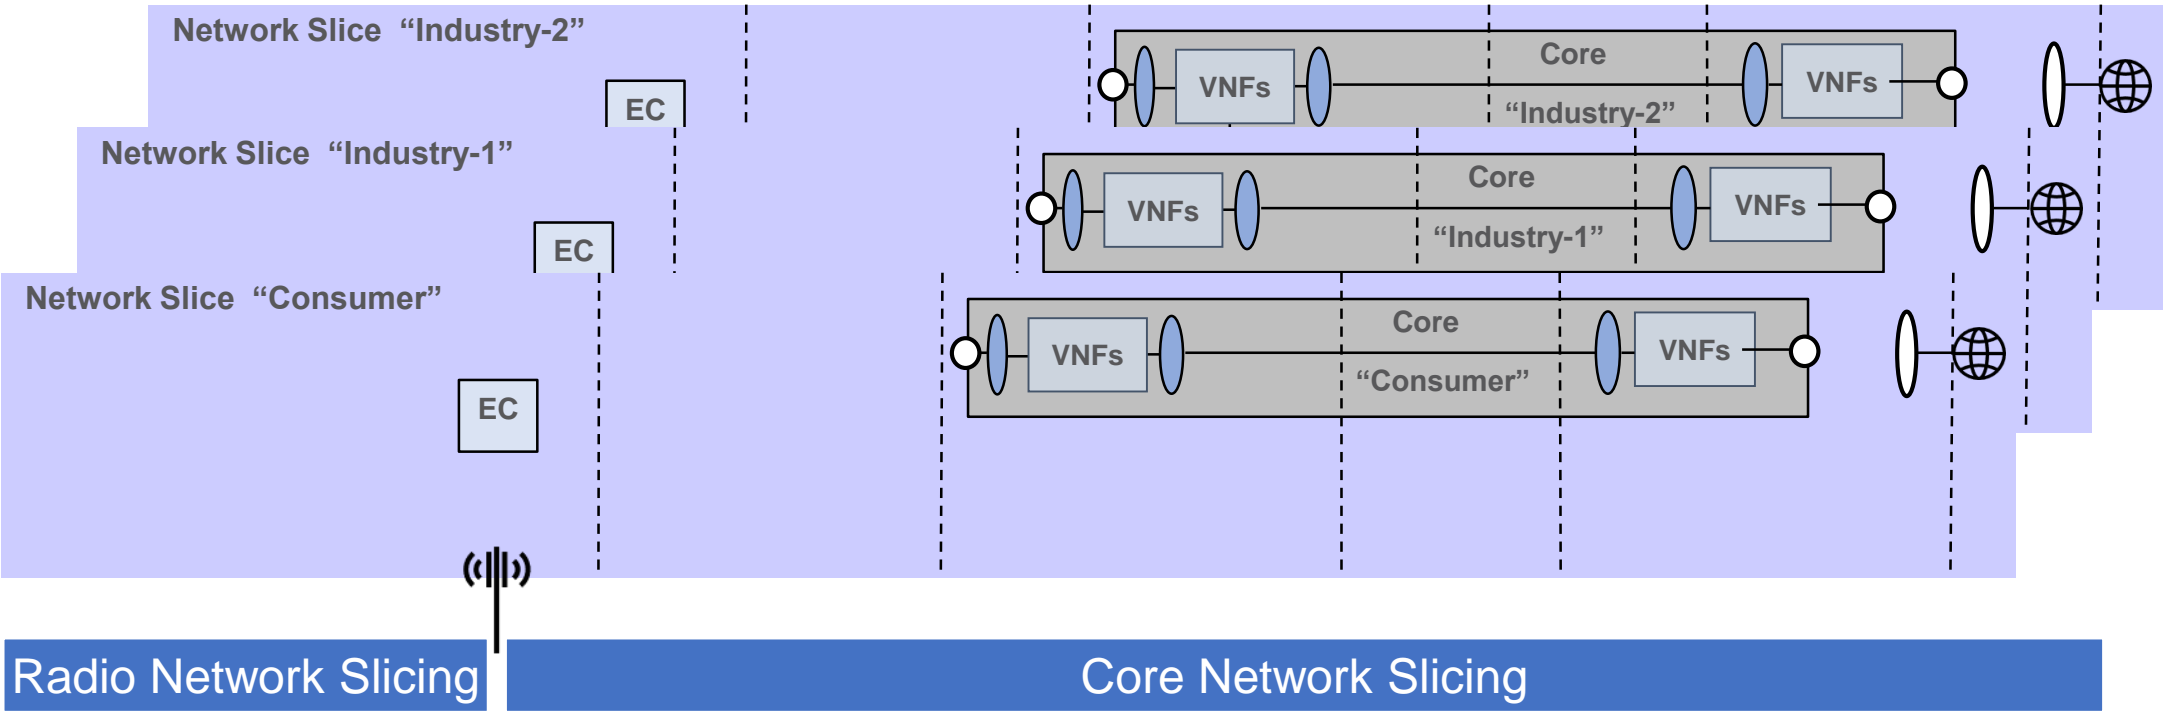 Network Slice “Industry-2”
EC
VNFs
Core
“Industry-2”
VNFs
Network Slice “Industry-1”
EC
VNFs
Core
“Industry-1”
VNFs
Network Slice “Consumer”
EC
VNFs
Core
“Consumer”
VNFs
Radio Network Slicing
Core Network Slicing